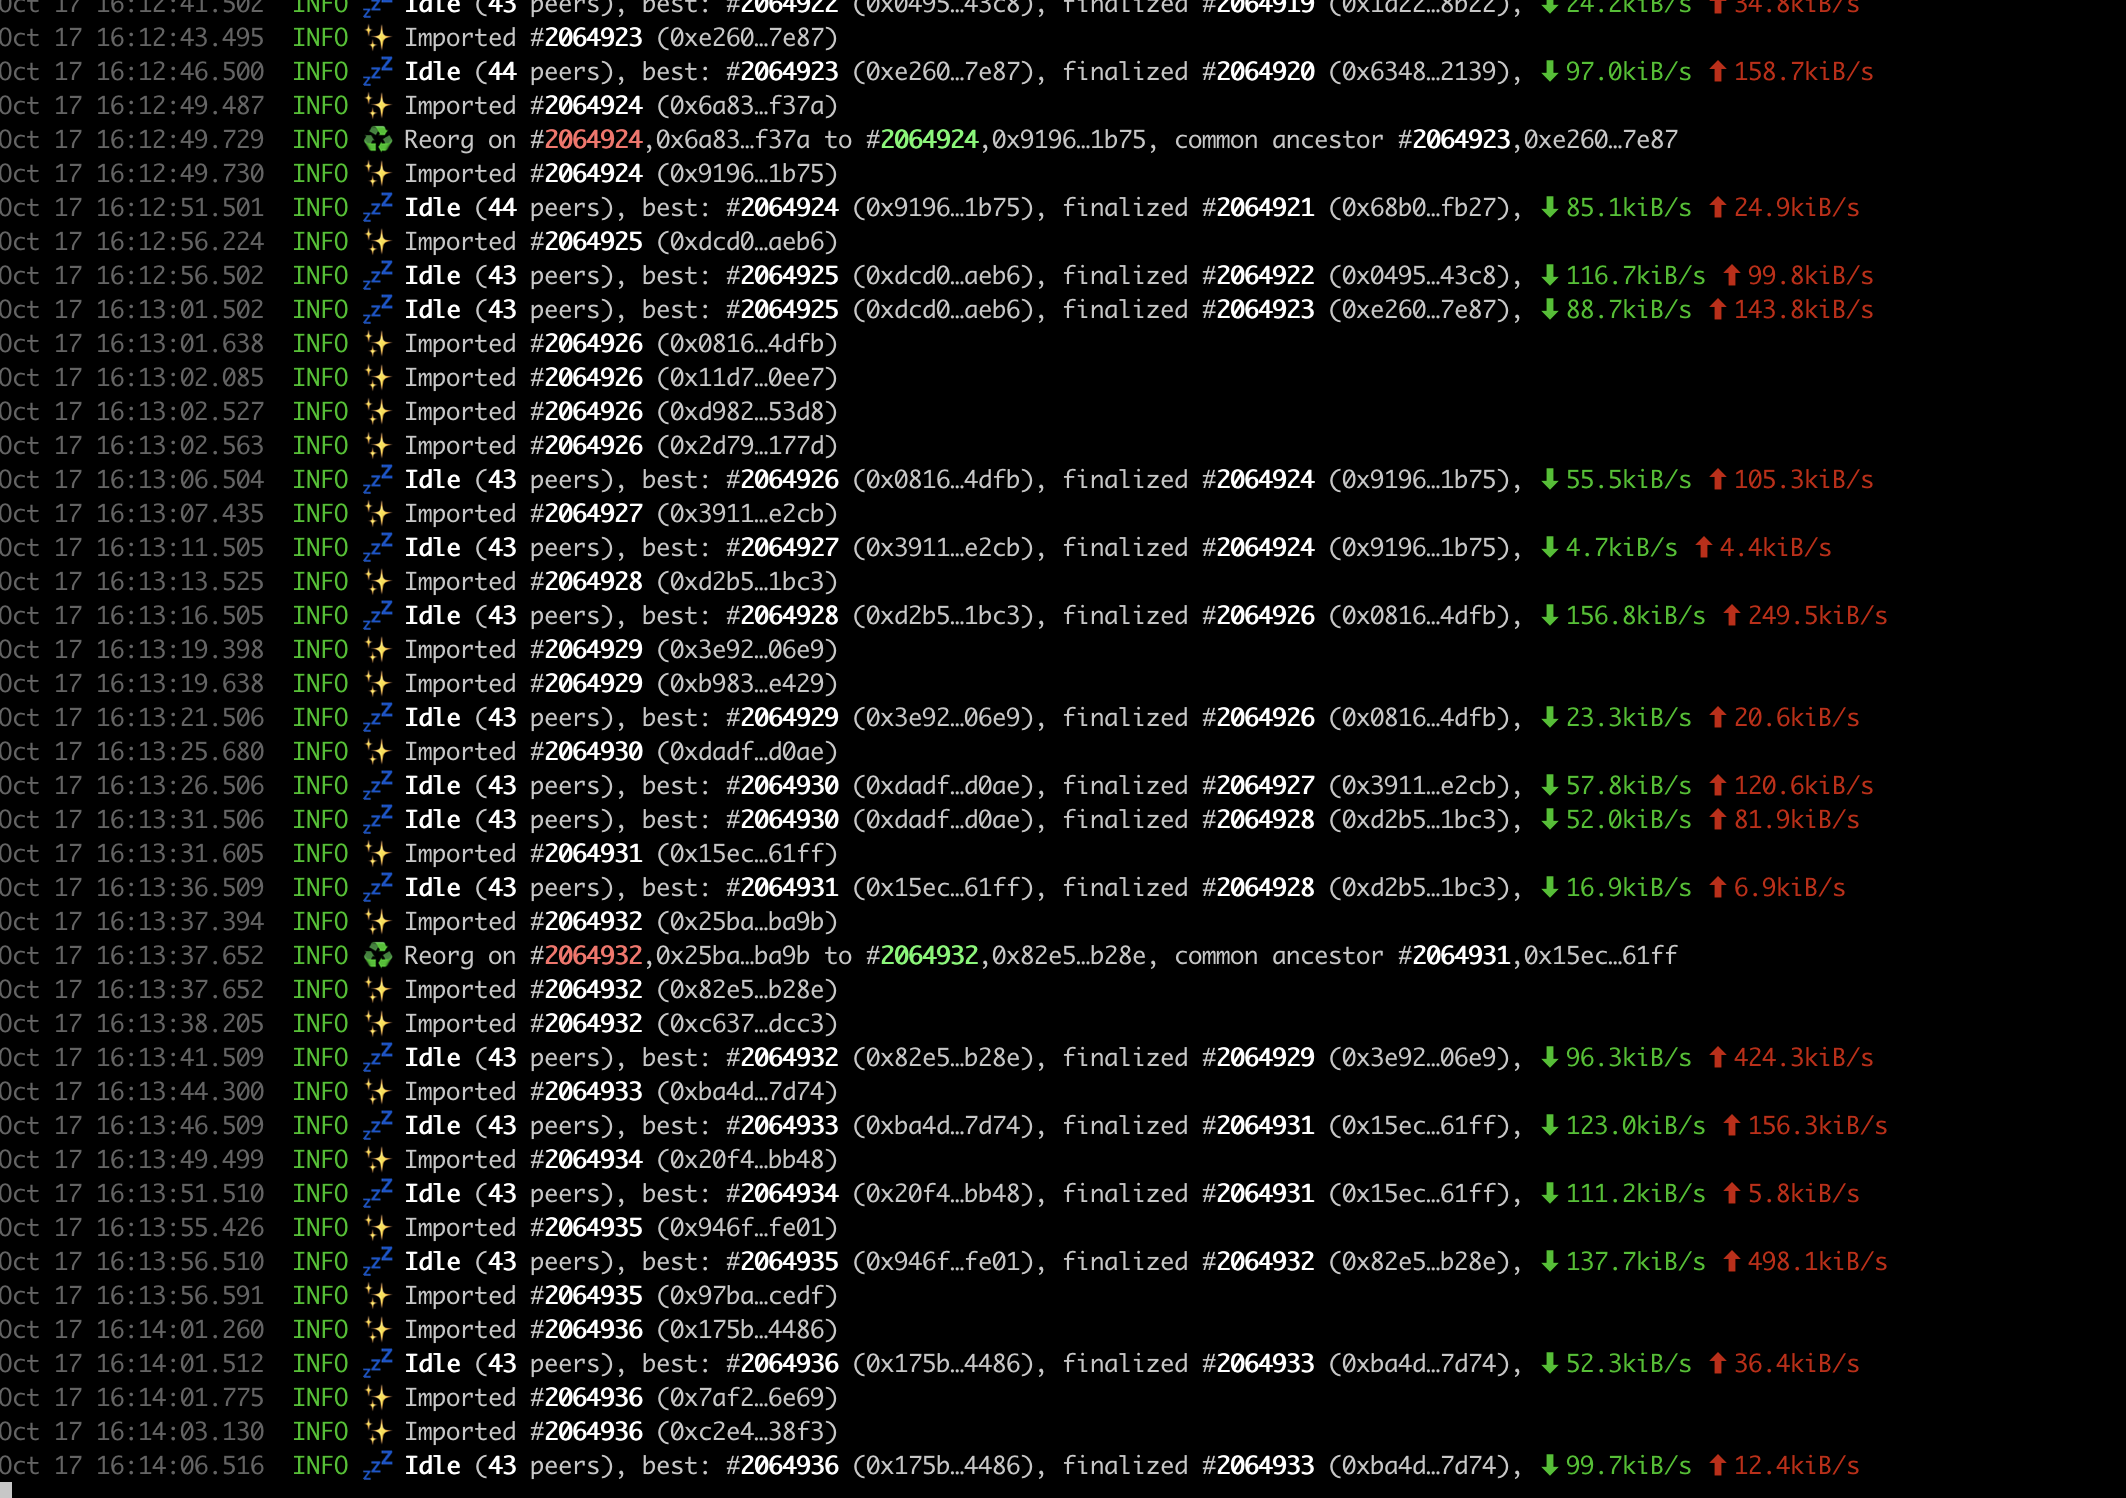 Oct 17 16:12:41.502 INFO 💤 Idle (43 peers), best: #2064922 (0x0495…43c8), finalized #2064919 (0x1d22…8b22), ⬇ 24.2kiB/s ⬆ 34.8kiB/s
Oct 17 16:12:43.495 INFO ✨ Imported #2064923 (0xe260…7e87)
Oct 17 16:12:46.500 INFO 💤 Idle (44 peers), best: #2064923 (0xe260…7e87), finalized #2064920 (0x6348…2139), ⬇ 97.0kiB/s ⬆ 158.7kiB/s
Oct 17 16:12:49.487 INFO ✨ Imported #2064924 (0x6a83…f37a)
Oct 17 16:12:49.729 INFO ♻️ Reorg on #2064924,0x6a83…f37a to #2064924,0x9196…1b75, common ancestor #2064923,0xe260…7e87
Oct 17 16:12:49.730 INFO ✨ Imported #2064924 (0x9196…1b75)
Oct 17 16:12:51.501 INFO 💤 Idle (44 peers), best: #2064924 (0x9196…1b75), finalized #2064921 (0x68b0…fb27), ⬇ 85.1kiB/s ⬆ 24.9kiB/s
Oct 17 16:12:56.224 INFO ✨ Imported #2064925 (0xdcd0…aeb6)
Oct 17 16:12:56.502 INFO 💤 Idle (43 peers), best: #2064925 (0xdcd0…aeb6), finalized #2064922 (0x0495…43c8), ⬇ 116.7kiB/s ⬆ 99.8kiB/s
Oct 17 16:13:01.502 INFO 💤 Idle (43 peers), best: #2064925 (0xdcd0…aeb6), finalized #2064923 (0xe260…7e87), ⬇ 88.7kiB/s ⬆ 143.8kiB/s
Oct 17 16:13:01.638 INFO ✨ Imported #2064926 (0x0816…4dfb)
Oct 17 16:13:02.085 INFO ✨ Imported #2064926 (0x11d7…0ee7)
Oct 17 16:13:02.527 INFO ✨ Imported #2064926 (0xd982…53d8)
Oct 17 16:13:02.563 INFO ✨ Imported #2064926 (0x2d79…177d)
Oct 17 16:13:06.504 INFO 💤 Idle (43 peers), best: #2064926 (0x0816…4dfb), finalized #2064924 (0x9196…1b75), ⬇ 55.5kiB/s ⬆ 105.3kiB/s
Oct 17 16:13:07.435 INFO ✨ Imported #2064927 (0x3911…e2cb)
Oct 17 16:13:11.505 INFO 💤 Idle (43 peers), best: #2064927 (0x3911…e2cb), finalized #2064924 (0x9196…1b75), ⬇ 4.7kiB/s ⬆ 4.4kiB/s
Oct 17 16:13:13.525 INFO ✨ Imported #2064928 (0xd2b5…1bc3)
Oct 17 16:13:16.505 INFO 💤 Idle (43 peers), best: #2064928 (0xd2b5…1bc3), finalized #2064926 (0x0816…4dfb), ⬇ 156.8kiB/s ⬆ 249.5kiB/s
Oct 17 16:13:19.398 INFO ✨ Imported #2064929 (0x3e92…06e9)
Oct 17 16:13:19.638 INFO ✨ Imported #2064929 (0xb983…e429)
Oct 17 16:13:21.506 INFO 💤 Idle (43 peers), best: #2064929 (0x3e92…06e9), finalized #2064926 (0x0816…4dfb), ⬇ 23.3kiB/s ⬆ 20.6kiB/s
Oct 17 16:13:25.680 INFO ✨ Imported #2064930 (0xdadf…d0ae)
Oct 17 16:13:26.506 INFO 💤 Idle (43 peers), best: #2064930 (0xdadf…d0ae), finalized #2064927 (0x3911…e2cb), ⬇ 57.8kiB/s ⬆ 120.6kiB/s
Oct 17 16:13:31.506 INFO 💤 Idle (43 peers), best: #2064930 (0xdadf…d0ae), finalized #2064928 (0xd2b5…1bc3), ⬇ 52.0kiB/s ⬆ 81.9kiB/s
Oct 17 16:13:31.605 INFO ✨ Imported #2064931 (0x15ec…61ff)
Oct 17 16:13:36.509 INFO 💤 Idle (43 peers), best: #2064931 (0x15ec…61ff), finalized #2064928 (0xd2b5…1bc3), ⬇ 16.9kiB/s ⬆ 6.9kiB/s
Oct 17 16:13:37.394 INFO ✨ Imported #2064932 (0x25ba…ba9b)
Oct 17 16:13:37.652 INFO ♻️ Reorg on #2064932,0x25ba…ba9b to #2064932,0x82e5…b28e, common ancestor #2064931,0x15ec…61ff
Oct 17 16:13:37.652 INFO ✨ Imported #2064932 (0x82e5…b28e)
Oct 17 16:13:38.205 INFO ✨ Imported #2064932 (0xc637…dcc3)
Oct 17 16:13:41.509 INFO 💤 Idle (43 peers), best: #2064932 (0x82e5…b28e), finalized #2064929 (0x3e92…06e9), ⬇ 96.3kiB/s ⬆ 424.3kiB/s
Oct 17 16:13:44.300 INFO ✨ Imported #2064933 (0xba4d…7d74)
Oct 17 16:13:46.509 INFO 💤 Idle (43 peers), best: #2064933 (0xba4d…7d74), finalized #2064931 (0x15ec…61ff), ⬇ 123.0kiB/s ⬆ 156.3kiB/s
Oct 17 16:13:49.499 INFO ✨ Imported #2064934 (0x20f4…bb48)
Oct 17 16:13:51.510 INFO 💤 Idle (43 peers), best: #2064934 (0x20f4…bb48), finalized #2064931 (0x15ec…61ff), ⬇ 111.2kiB/s ⬆ 5.8kiB/s
Oct 17 16:13:55.426 INFO ✨ Imported #2064935 (0x946f…fe01)
Oct 17 16:13:56.510 INFO 💤 Idle (43 peers), best: #2064935 (0x946f…fe01), finalized #2064932 (0x82e5…b28e), ⬇ 137.7kiB/s ⬆ 498.1kiB/s
Oct 17 16:13:56.591 INFO ✨ Imported #2064935 (0x97ba…cedf)
Oct 17 16:14:01.260 INFO ✨ Imported #2064936 (0x175b…4486)
Oct 17 16:14:01.512 INFO 💤 Idle (43 peers), best: #2064936 (0x175b…4486), finalized #2064933 (0xba4d…7d74), ⬇ 52.3kiB/s ⬆ 36.4kiB/s
Oct 17 16:14:01.775 INFO ✨ Imported #2064936 (0x7af2…6e69)
Oct 17 16:14:03.130 INFO ✨ Imported #2064936 (0xc2e4…38f3)
Oct 17 16:14:06.516 INFO 💤 Idle (43 peers), best: #2064936 (0x175b…4486), finalized #2064933 (0xba4d…7d74), ⬇ 99.7kiB/s ⬆ 12.4kiB/s